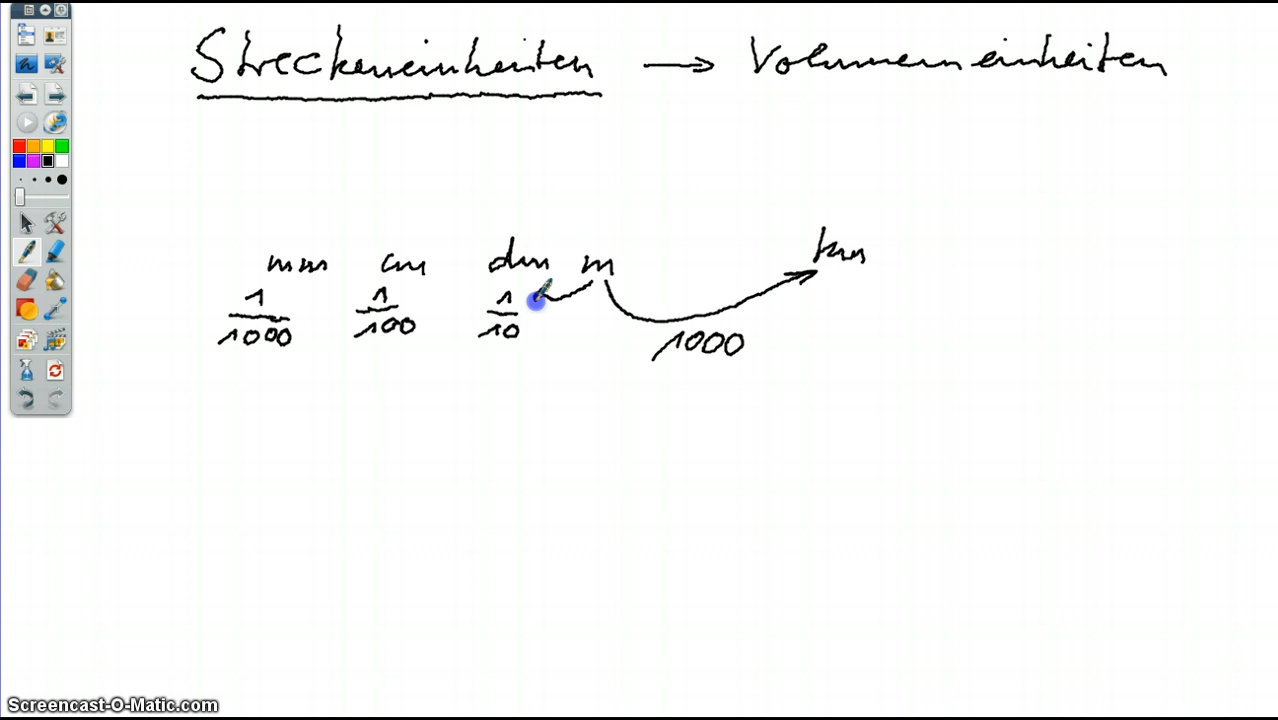 Streckeneinheiten → Volumeneinheiten
mm cm dm m km
1/1000 1/100 1/10 1000
Screencast-O-Matic.com